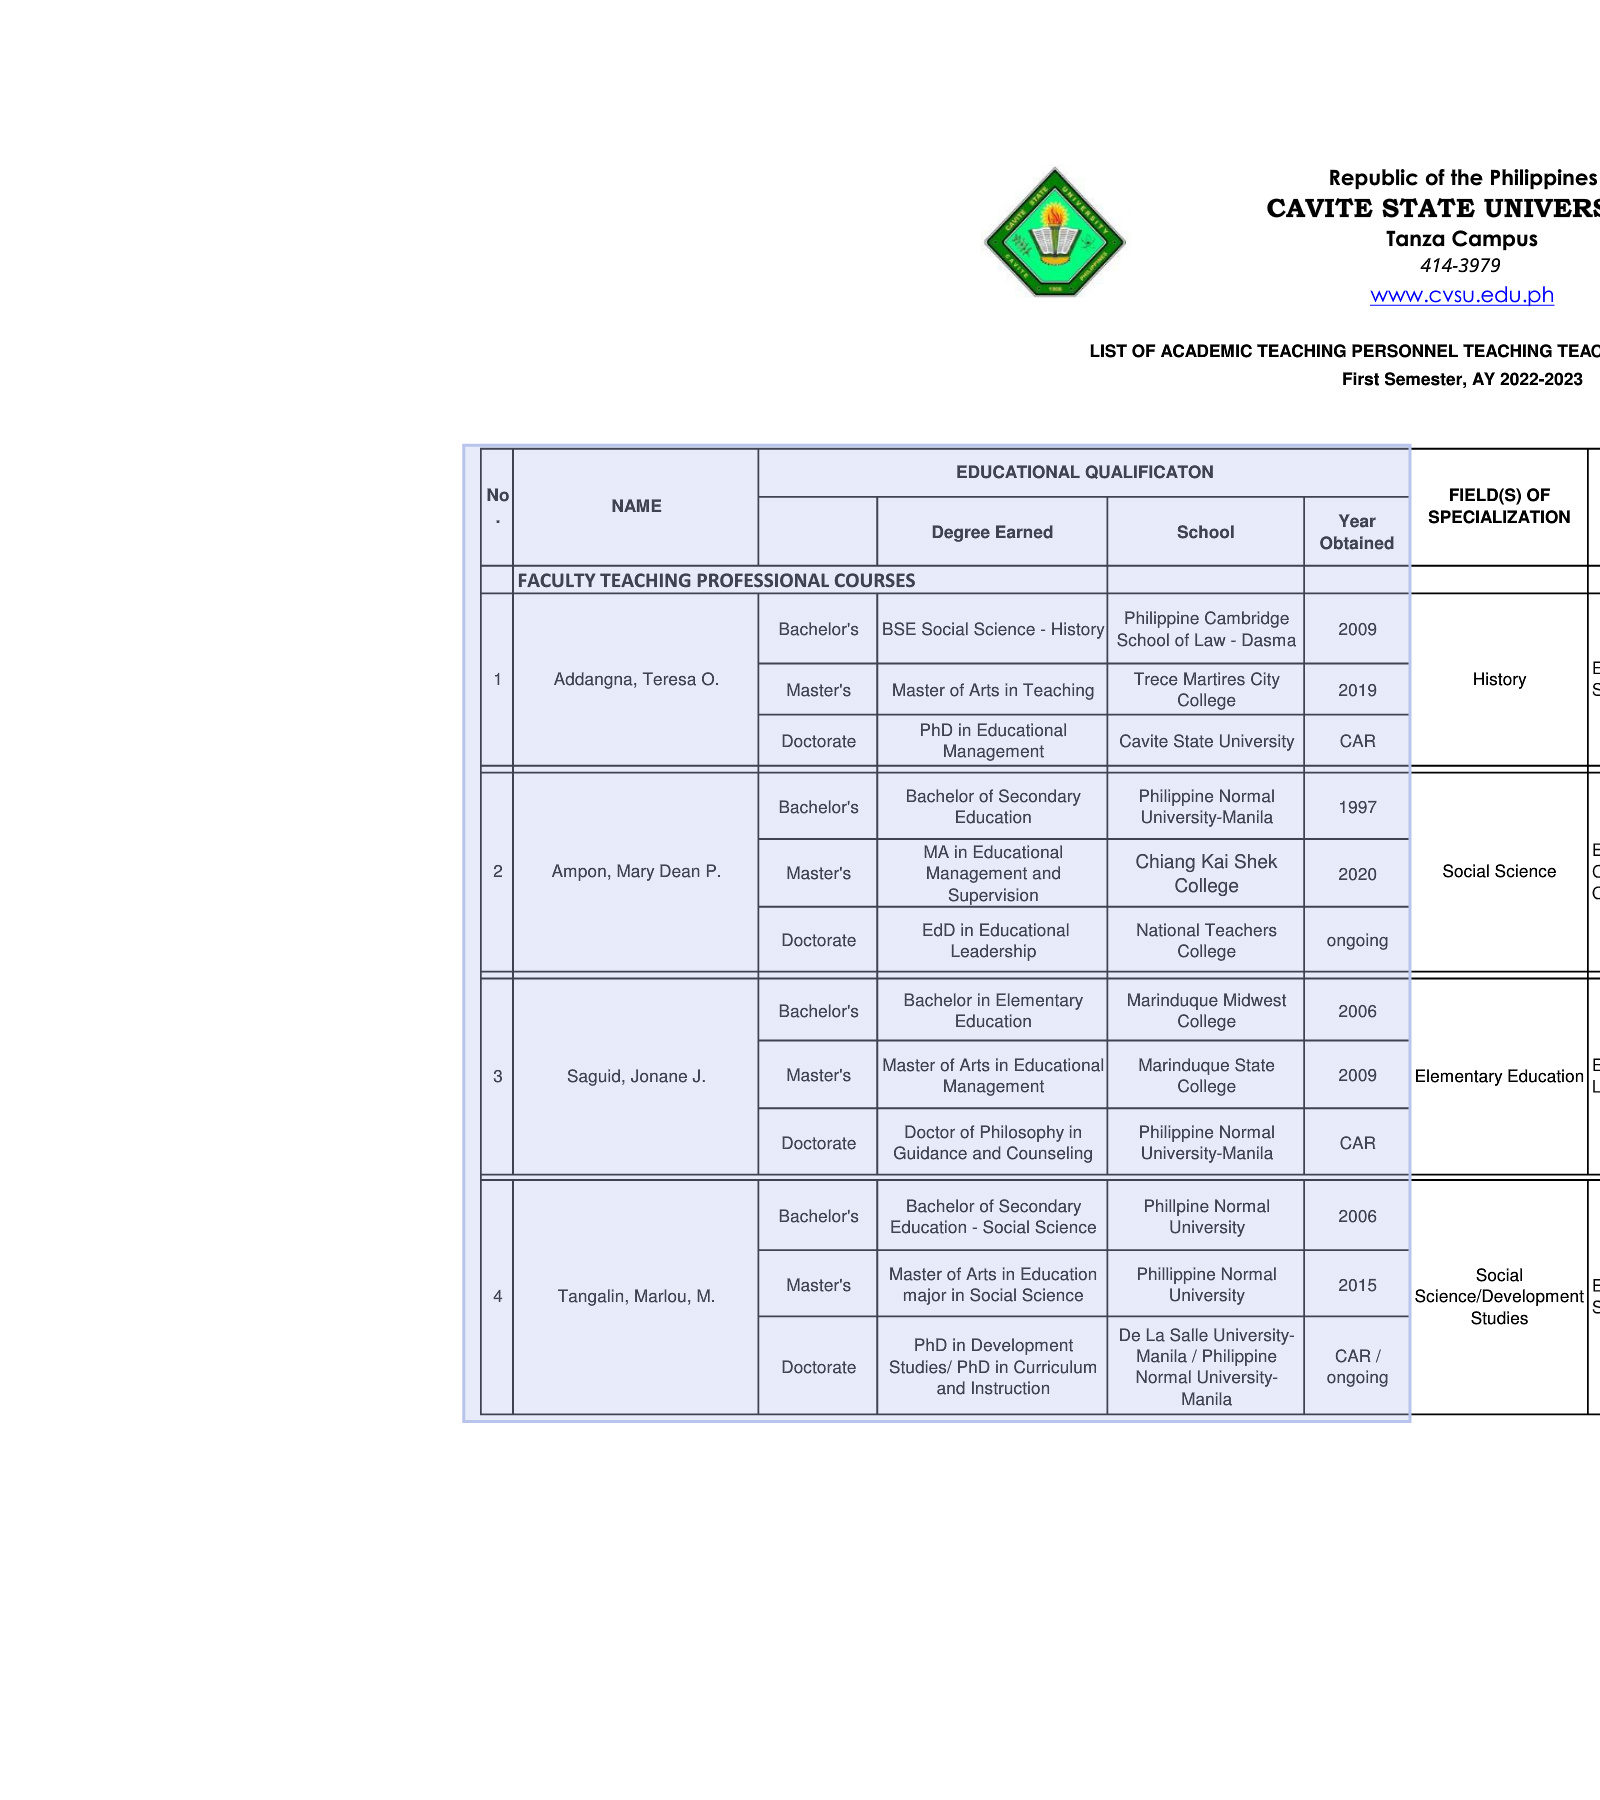 Republic of the Philippines
CAVITE STATE UNIVERS
Tanza Campus
414-3979
www.cvsu.edu.ph
LIST OF ACADEMIC TEACHING PERSONNEL TEACHING TEAC
First Semester, AY 2022-2023
No
.
NAME
EDUCATIONAL QUALIFICATON
Degree Earned
School
Year
Obtained
FIELD(S) OF
SPECIALIZATION
FACULTY TEACHING PROFESSIONAL COURSES
1
Addangna, Teresa O.
Bachelor's
BSE Social Science - History
Philippine Cambridge
School of Law - Dasma
2009
Master's
Master of Arts in Teaching
Trece Martires City
College
2019
Doctorate
PhD in Educational
Management
Cavite State University
CAR
History
2
Ampon, Mary Dean P.
Bachelor's
Bachelor of Secondary
Education
Philippine Normal
University-Manila
1997
Master's
MA in Educational
Management and
Supervision
Chiang Kai Shek
College
2020
Doctorate
EdD in Educational
Leadership
National Teachers
College
ongoing
Social Science
3
Saguid, Jonane J.
Bachelor's
Bachelor in Elementary
Education
Marinduque Midwest
College
2006
Master's
Master of Arts in Educational
Management
Marinduque State
College
2009
Doctorate
Doctor of Philosophy in
Guidance and Counseling
Philippine Normal
University-Manila
CAR
Elementary Education
4
Tangalin, Marlou, M.
Bachelor's
Bachelor of Secondary
Education - Social Science
Phillpine Normal
University
2006
Master's
Master of Arts in Education
major in Social Science
Phillippine Normal
University
2015
Doctorate
PhD in Development
Studies/ PhD in Curriculum
and Instruction
De La Salle University-
Manila / Philippine
Normal University-
Manila
CAR /
ongoing
Social
Science/Development
Studies